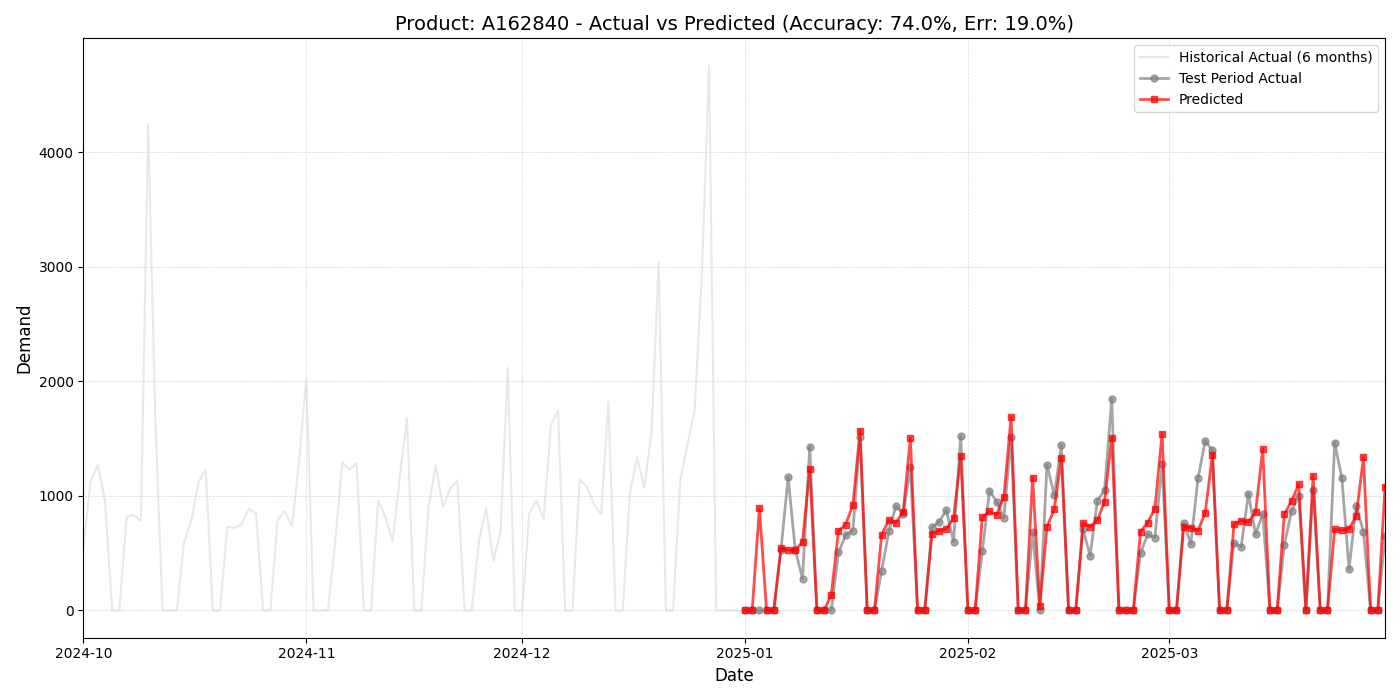 Product: A162840 - Actual vs Predicted (Accuracy: 74.0%, Err: 19.0%)
Historical Actual (6 months)
Test Period Actual
Predicted
Demand
4000
3000
2000
1000
0
2024-10
2024-11
2024-12
2025-01
2025-02
2025-03
Date